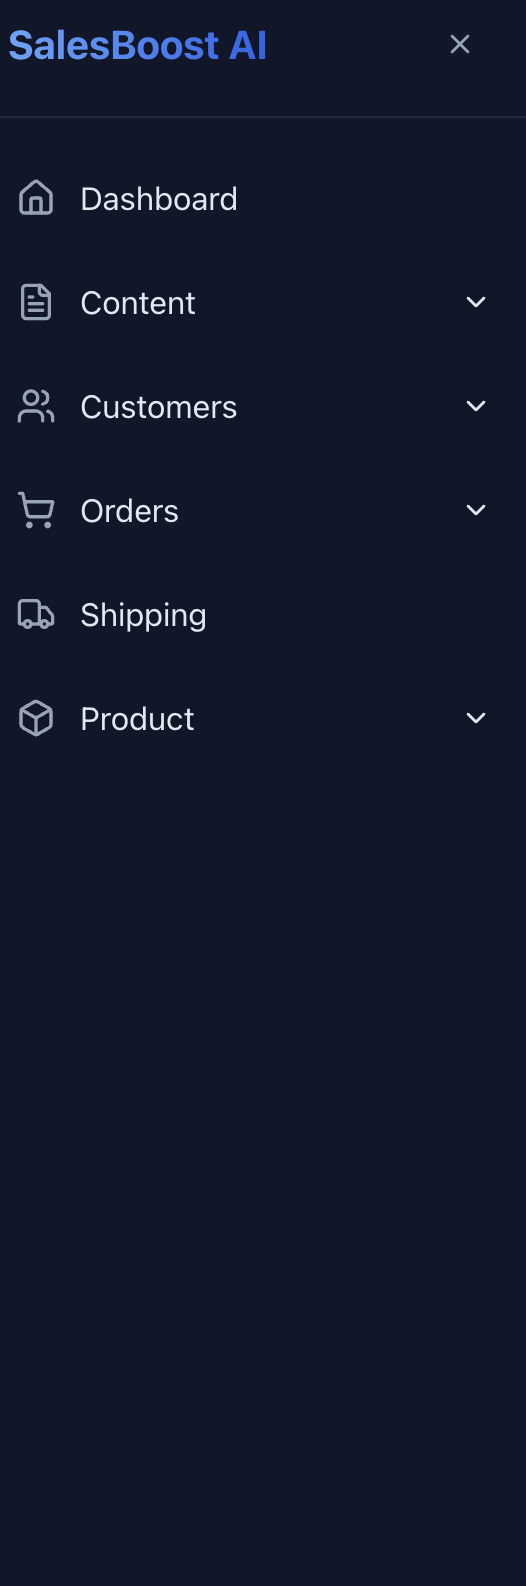 SalesBoost AI
Dashboard
Content
Customers
Orders
Shipping
Product